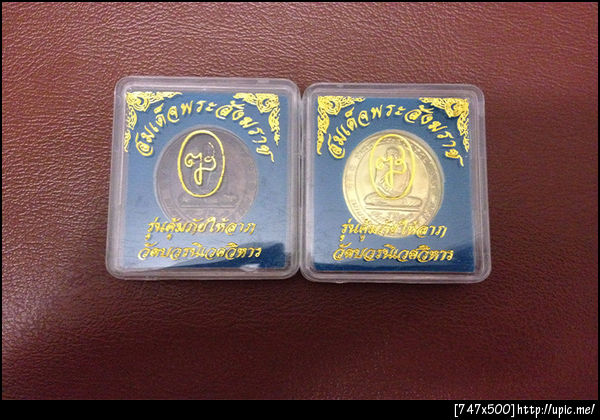 สมเด็จพระสังฆราช
รุ่นคุ้มภัยให้ลาภ
วัดบวรนิเวศวิหาร
สมเด็จพระสังฆราช
รุ่นคุ้มภัยให้ลาภ
วัดบวรนิเวศวิหาร
[747x500]http://upic.me/